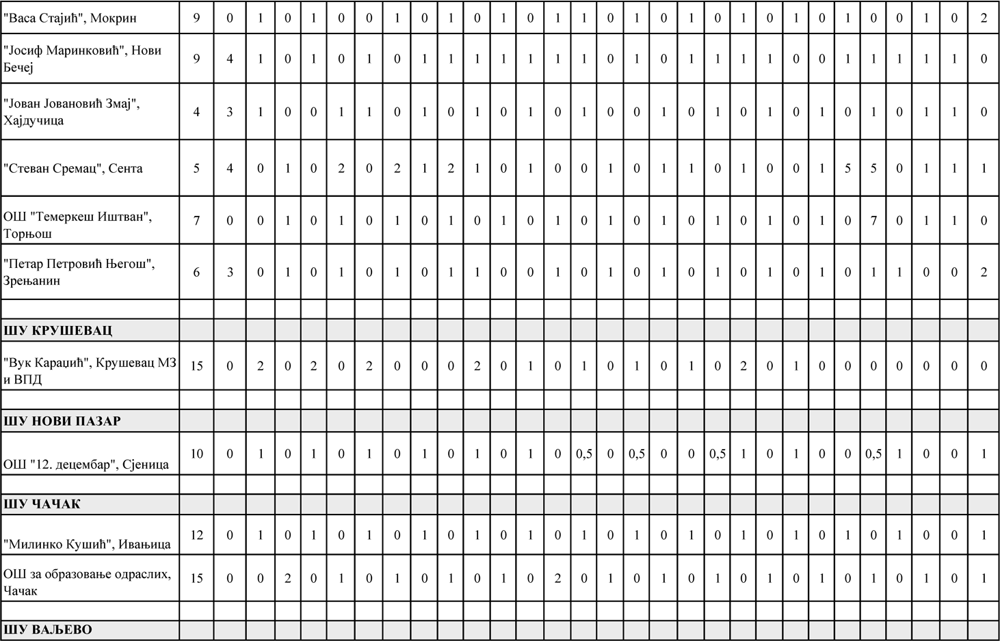 "Васа Стајић", Мокрин 9 0 1 0 1 0 0 1 0 1 0 1 0 1 1 0 1 0 1 0 1 0 1 0 1 0 0 1 0 2
"Јосиф Маринковић", Нови
Бечеј 9 4 1 0 1 0 1 0 1 1 1 1 1 1 1 0 1 0 1 1 1 1 0 0 1 1 1 1 1 0
"Јован Јовановић Змај",
Хајдучица 4 3 1 0 0 1 1 0 1 0 1 0 1 0 1 0 0 1 0 1 0 1 0 1 0 1 0 1 1 0
"Стеван Сремац", Сента 5 4 0 1 0 2 0 2 1 2 1 0 1 0 0 1 0 1 1 0 1 0 0 1 5 5 0 1 1 1
ОШ "Темеркеш Иштван",
Торњош 7 0 0 1 0 1 0 1 0 1 0 1 0 1 0 1 0 1 0 1 0 1 0 1 0 7 0 1 1 0
"Петар Петровић Његош",
Зрењанин 6 3 0 1 0 1 0 1 0 1 1 0 0 1 0 1 0 1 0 1 0 1 0 1 0 1 1 0 0 2
ШУ КРУШЕВАЦ
"Вук Караџић", Крушевац МЗ
и ВПД 15 0 2 0 2 0 2 0 0 0 2 0 1 0 1 0 1 0 1 0 2 0 1 0 0 0 0 0 0 0
ШУ НОВИ ПАЗАР
ОШ "12. децембар", Сјеница 10 0 1 0 1 0 1 0 1 0 1 0 1 0 0,5 0 0,5 0 0 0,5 1 0 1 0 0 0,5 1 0 0 1
ШУ ЧАЧАК
"Милинко Кушић", Ивањица 12 0 1 0 1 0 1 0 1 0 1 0 1 0 1 0 1 0 1 0 1 0 1 0 1 0 1 0 0 1
ОШ за образовање одраслих,
Чачак 15 0 0 2 0 1 0 1 0 1 0 1 0 2 0 1 0 1 0 1 0 1 0 1 0 1 0 1 0 1
ШУ ВАЉЕВО